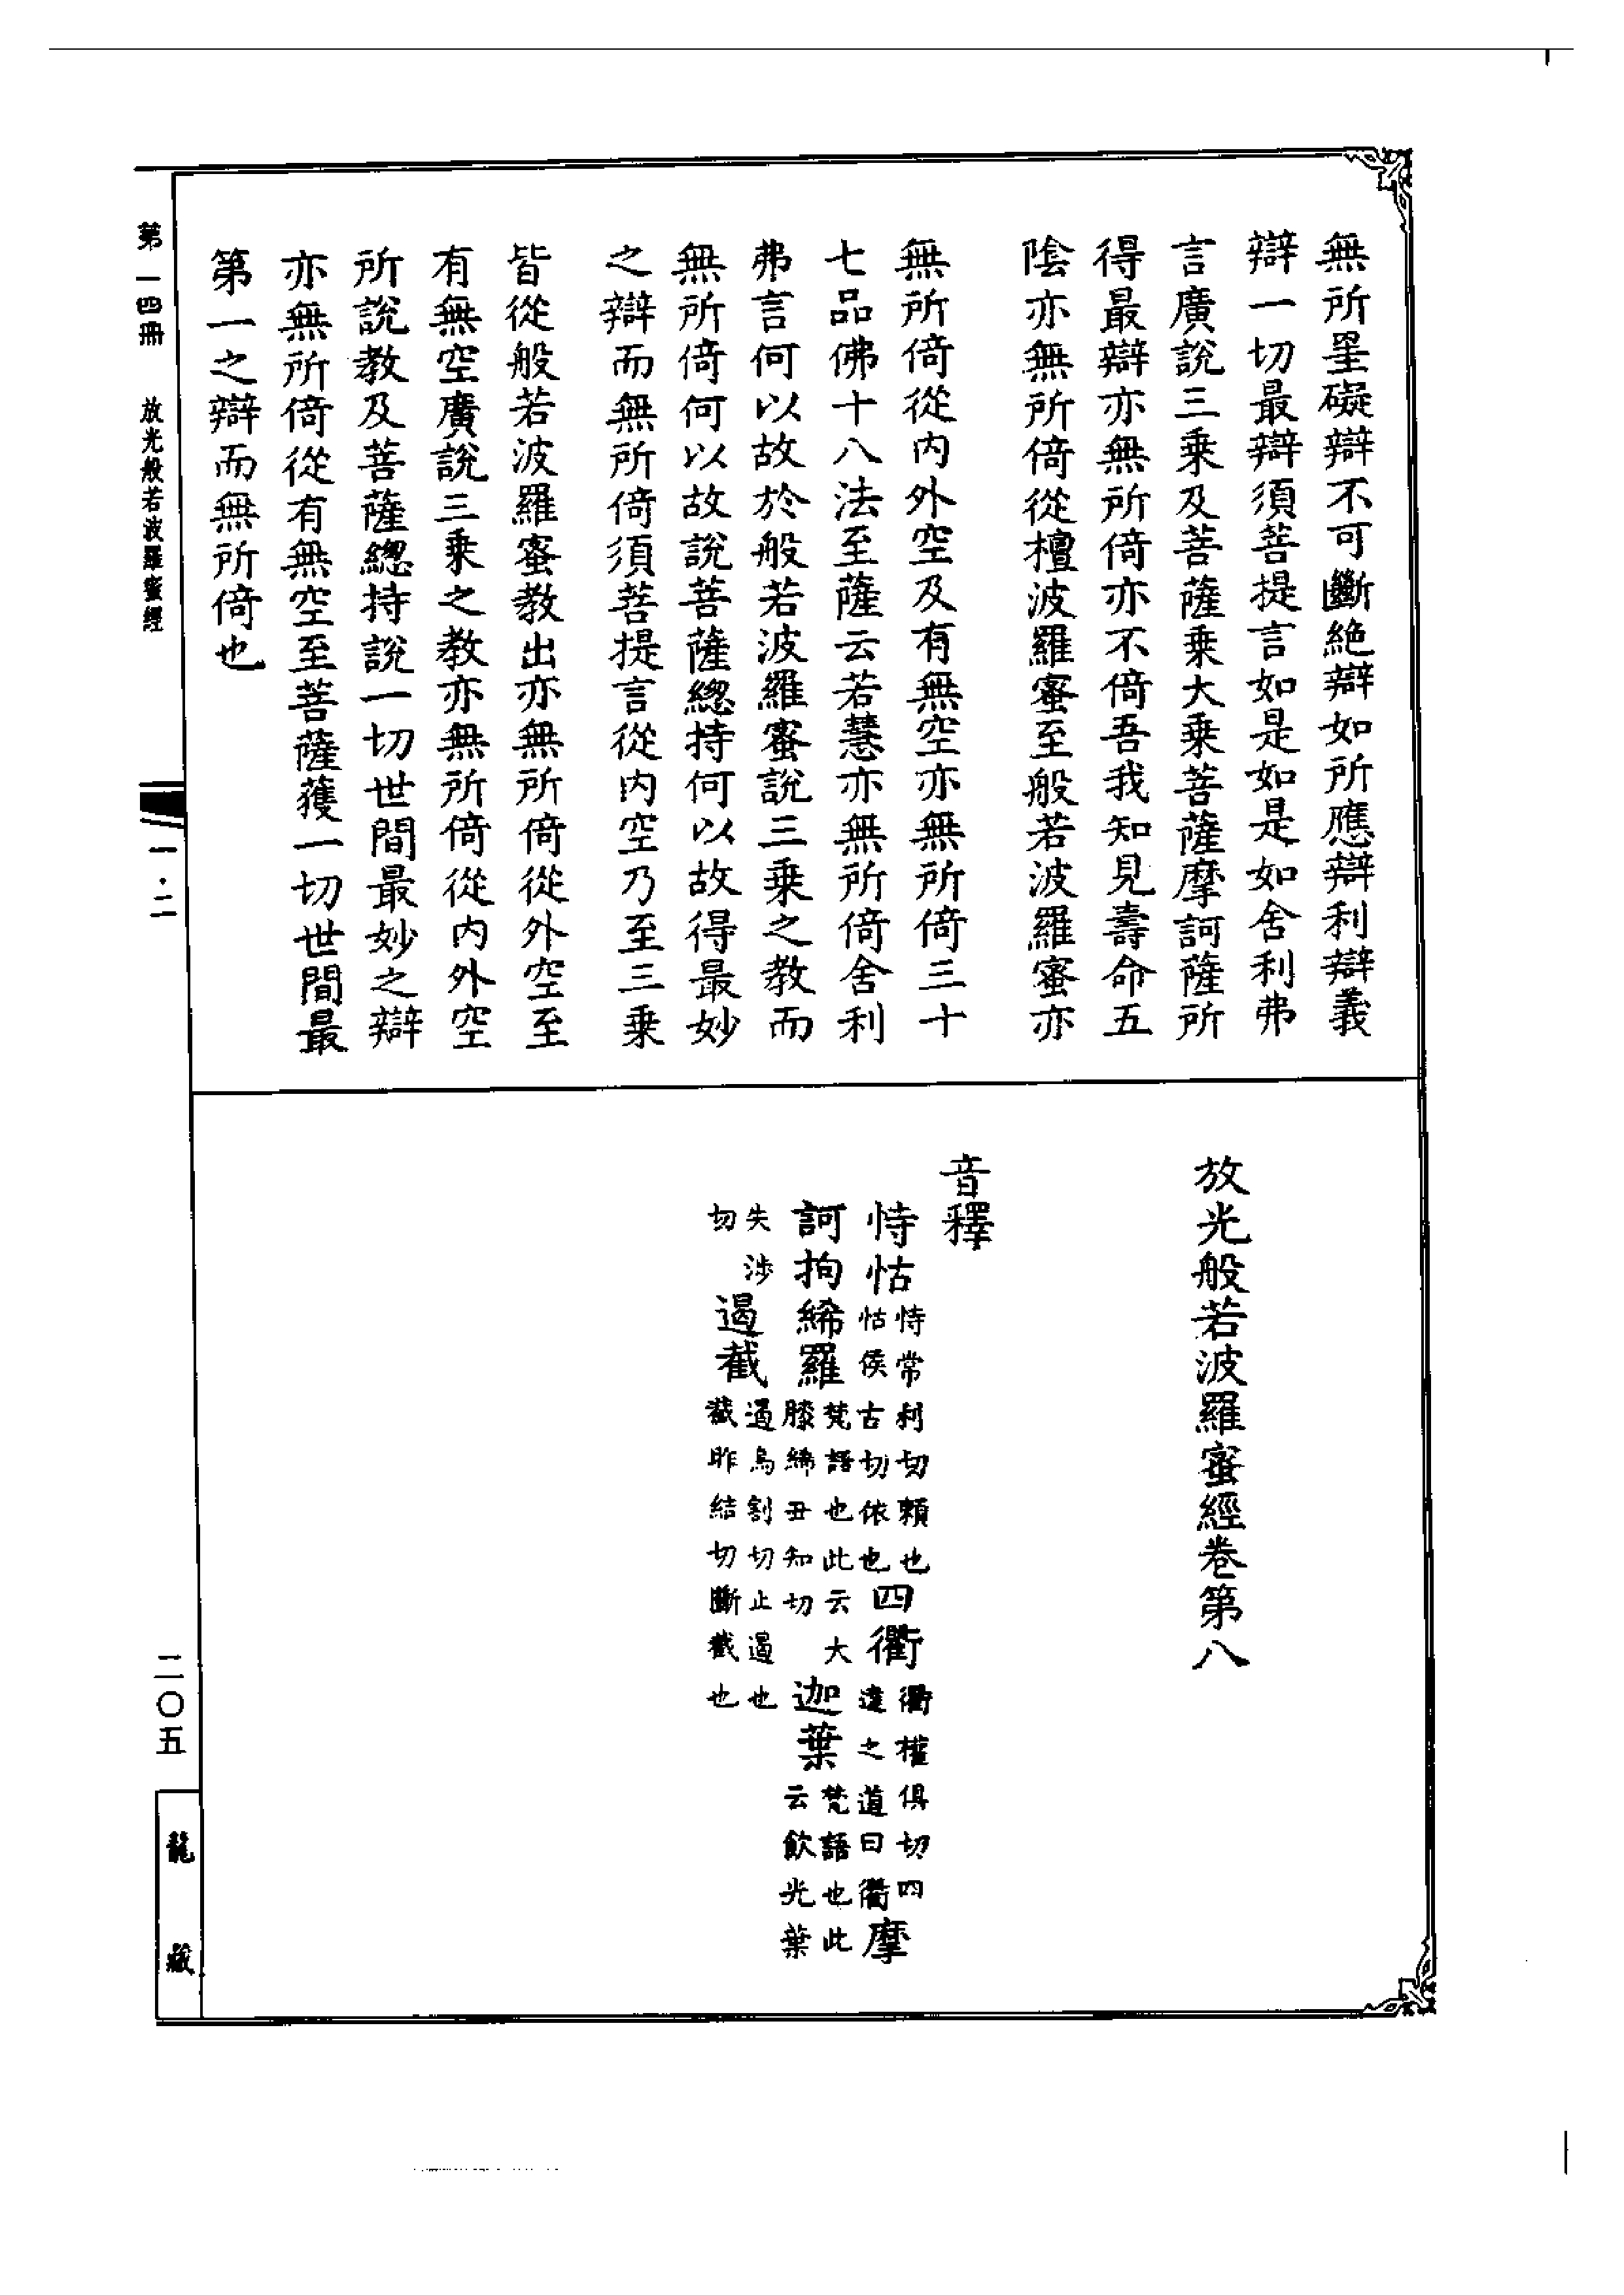 無所罣礙辯不可斷絕辯如所應辯利辯義
辯一切最辯須菩提言如是如是如舍利弗
言廣說三乘及菩薩乘大乘菩薩摩訶薩所
得最辯亦無所倚亦不倚吾我知見壽命五
陰亦無所倚從檀波羅蜜至般若波羅蜜亦
無所倚從內外空及有無空亦無所倚三十
七品佛十八法至薩云若慧亦無所倚舍利
弗言何以故於般若波羅蜜說三乘之教而
無所倚何以故說菩薩總持何以故得最妙
之辯而無所倚須菩提言從內空乃至三乘
皆從般若波羅蜜教出亦無所倚從外空至
有無空廣說三乘之教亦無所倚從內外空
所說教及菩薩總持說一切世間最妙之辯
亦無所倚從有無空至菩薩獲一切世間最
第一之辯而無所倚也
放光般若波羅蜜經卷第八
音釋
恃怙 恃常利切賴也怙侯古切依也 四衢 衢權俱切四達之道曰衢 摩
訶拘絺羅 梵語也此云大膝絺丑知切 迦葉 梵語也此云飲光葉
失涉切 遏截 遏烏割切止遏也截昨結切斷截也
第一四冊 放光般若波羅蜜經
一·二
二〇五
龍藏